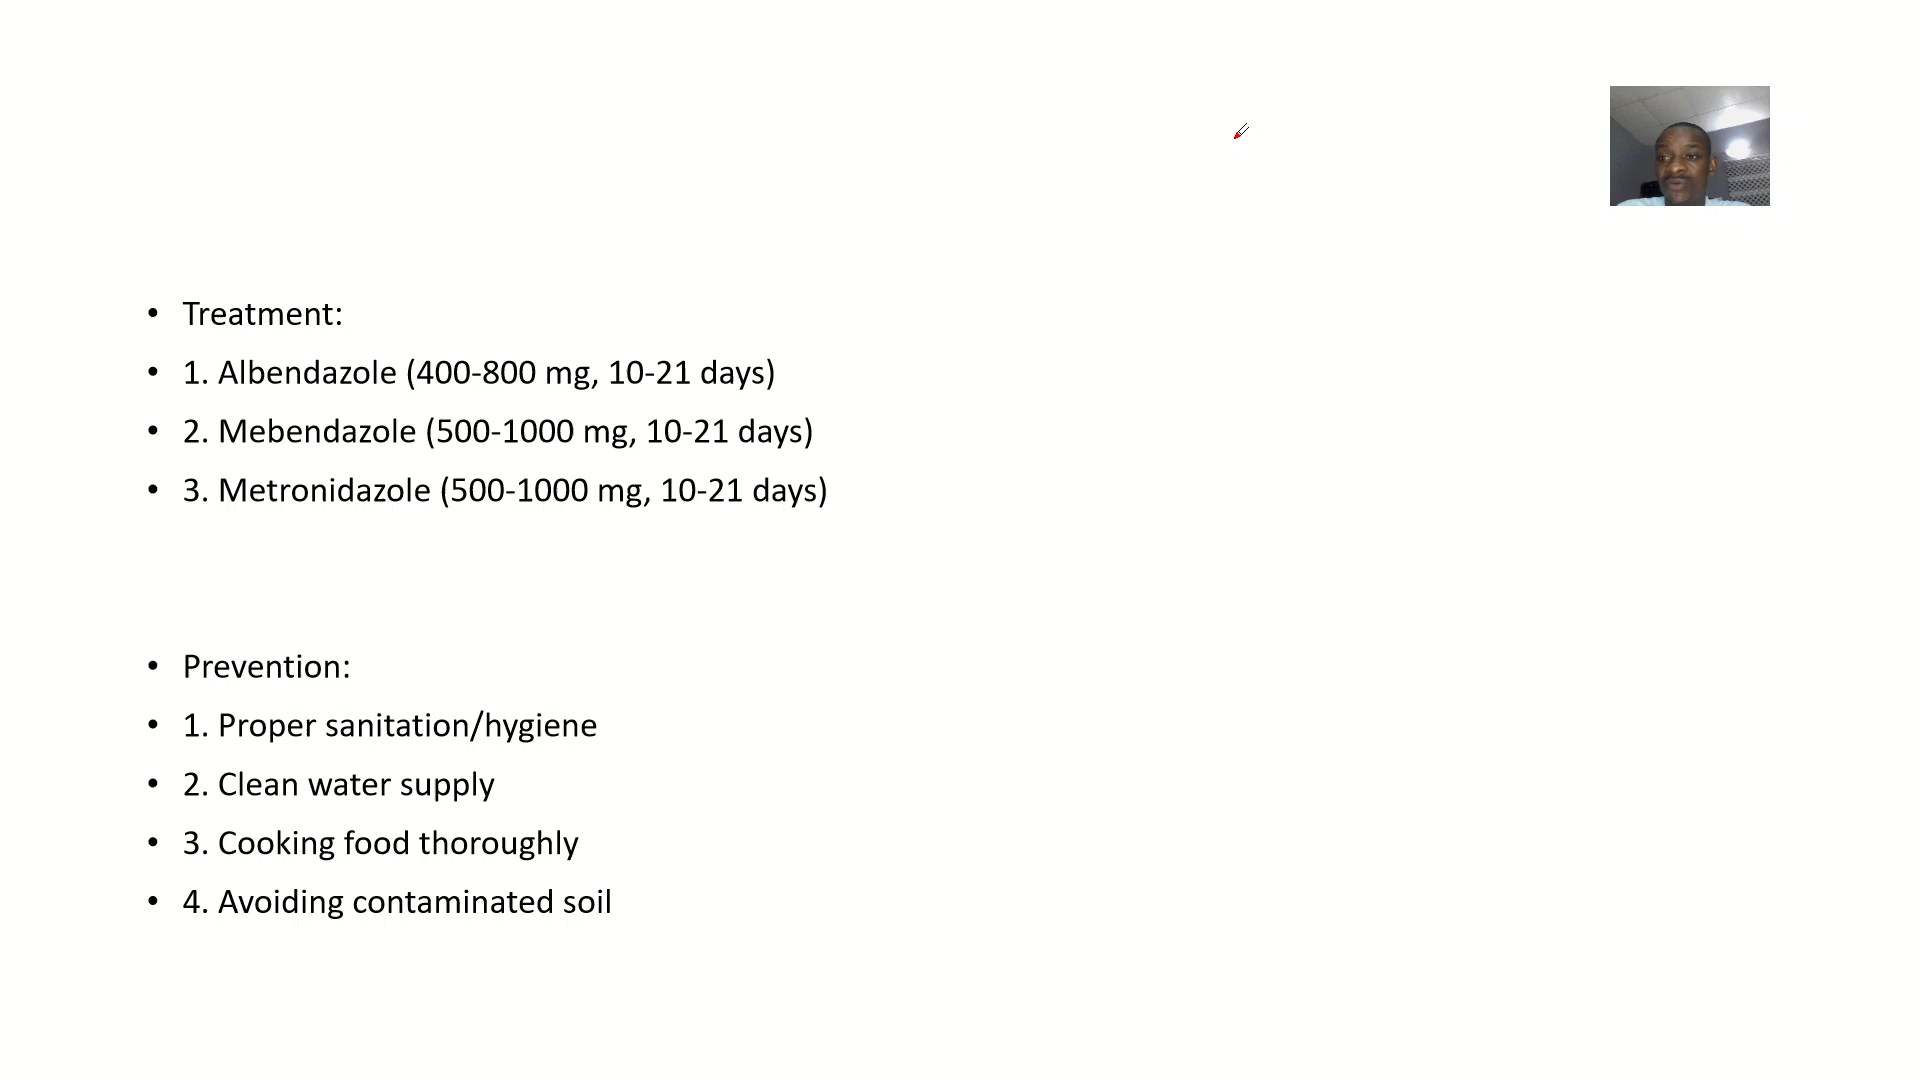 • Treatment:
• 1. Albendazole (400-800 mg, 10-21 days)
• 2. Mebendazole (500-1000 mg, 10-21 days)
• 3. Metronidazole (500-1000 mg, 10-21 days)
• Prevention:
• 1. Proper sanitation/hygiene
• 2. Clean water supply
• 3. Cooking food thoroughly
• 4. Avoiding contaminated soil